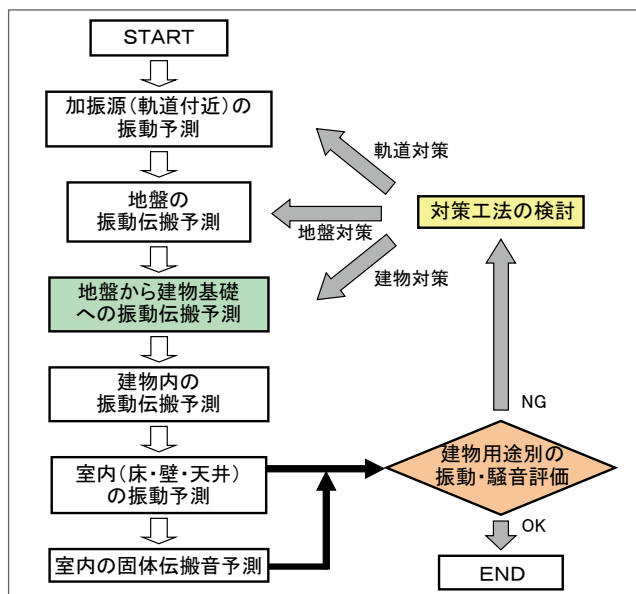 START
加振源(軌道付近)の
振動予測
地盤の
振動伝搬予測
地盤から建物基礎
への振動伝搬予測
建物内の
振動伝搬予測
室内(床・壁・天井)
の振動予測
室内の固体伝搬音予測
軌道対策
地盤対策
建物対策
対策工法の検討
NG
建物用途別の
振動・騒音評価
OK
END